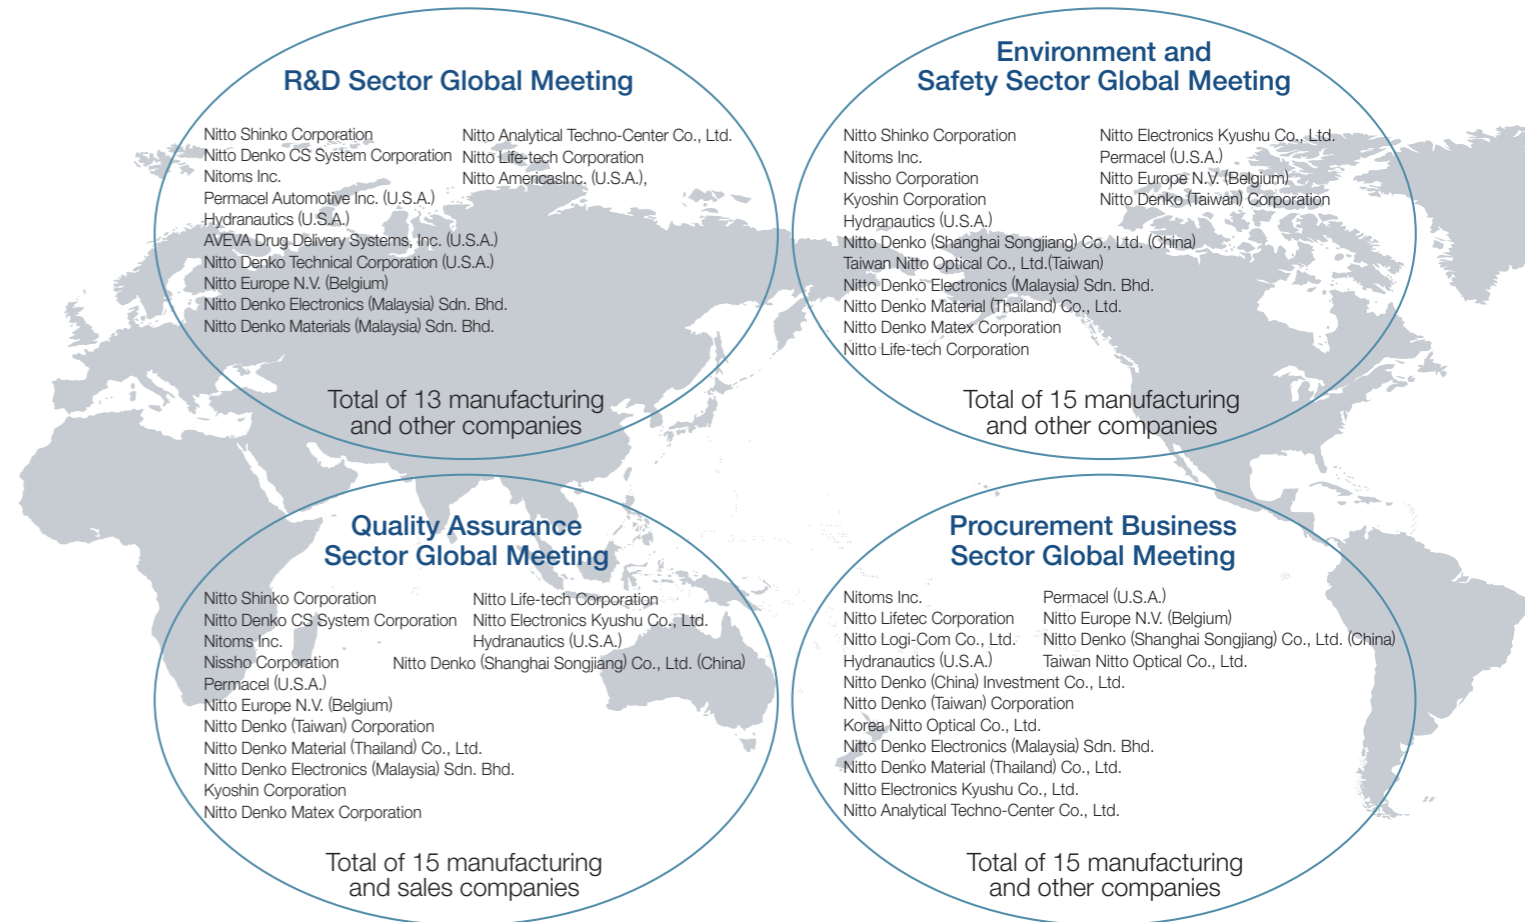 R&D Sector Global Meeting
Nitto Shinko Corporation
Nitto Denko CS System Corporation
Nitoms Inc.
Permacel Automotive Inc. (U.S.A.)
Hydranautics (U.S.A.)
AVEVA Drug Delivery Systems, Inc. (U.S.A.)
Nitto Denko Technical Corporation (U.S.A.)
Nitto Europe N.V. (Belgium)
Nitto Denko Electronics (Malaysia) Sdn. Bhd.
Nitto Denko Materials (Malaysia) Sdn. Bhd.
Nitto Analytical Techno-Center Co., Ltd.
Nitto Life-tech Corporation
Nitto AmericasInc. (U.S.A.),
Total of 13 manufacturing
and other companies
Environment and
Safety Sector Global Meeting
Nitto Shinko Corporation
Nitoms Inc.
Nissho Corporation
Kyoshin Corporation
Hydranautics (U.S.A.)
Nitto Denko (Shanghai Songjiang) Co., Ltd. (China)
Taiwan Nitto Optical Co., Ltd.(Taiwan)
Nitto Denko Electronics (Malaysia) Sdn. Bhd.
Nitto Denko Material (Thailand) Co., Ltd.
Nitto Denko Matex Corporation
Nitto Life-tech Corporation
Nitto Electronics Kyushu Co., Ltd.
Permacel (U.S.A.)
Nitto Europe N.V. (Belgium)
Nitto Denko (Taiwan) Corporation
Total of 15 manufacturing
and other companies
Quality Assurance
Sector Global Meeting
Nitto Shinko Corporation
Nitto Denko CS System Corporation
Nitoms Inc.
Nissho Corporation
Permacel (U.S.A.)
Nitto Europe N.V. (Belgium)
Nitto Denko (Taiwan) Corporation
Nitto Denko Material (Thailand) Co., Ltd.
Nitto Denko Electronics (Malaysia) Sdn. Bhd.
Kyoshin Corporation
Nitto Denko Matex Corporation
Nitto Life-tech Corporation
Nitto Electronics Kyushu Co., Ltd.
Hydranautics (U.S.A.)
Nitto Denko (Shanghai Songjiang) Co., Ltd. (China)
Total of 15 manufacturing
and sales companies
Procurement Business
Sector Global Meeting
Nitoms Inc.
Nitto Lifetec Corporation
Nitto Logi-Com Co., Ltd.
Hydranautics (U.S.A.)
Nitto Denko (China) Investment Co., Ltd.
Nitto Denko (Taiwan) Corporation
Korea Nitto Optical Co., Ltd.
Nitto Denko Electronics (Malaysia) Sdn. Bhd.
Nitto Denko Material (Thailand) Co., Ltd.
Nitto Electronics Kyushu Co., Ltd.
Nitto Analytical Techno-Center Co., Ltd.
Permacel (U.S.A.)
Nitto Europe N.V. (Belgium)
Nitto Denko (Shanghai Songjiang) Co., Ltd. (China)
Taiwan Nitto Optical Co., Ltd.
Total of 15 manufacturing
and other companies